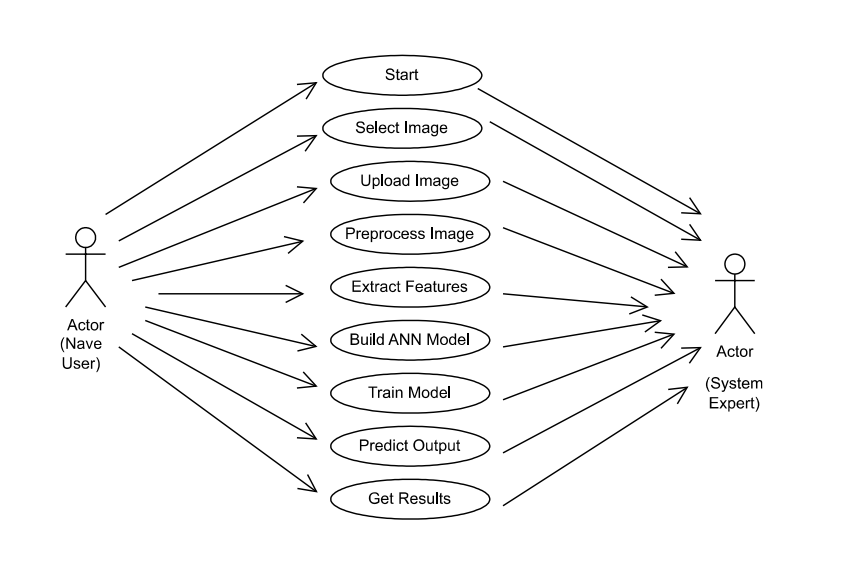 Start
Select Image
Upload Image
Preprocess Image
Extract Features
Build ANN Model
Train Model
Predict Output
Get Results
Actor
(Nave
User)
Actor
(System
Expert)